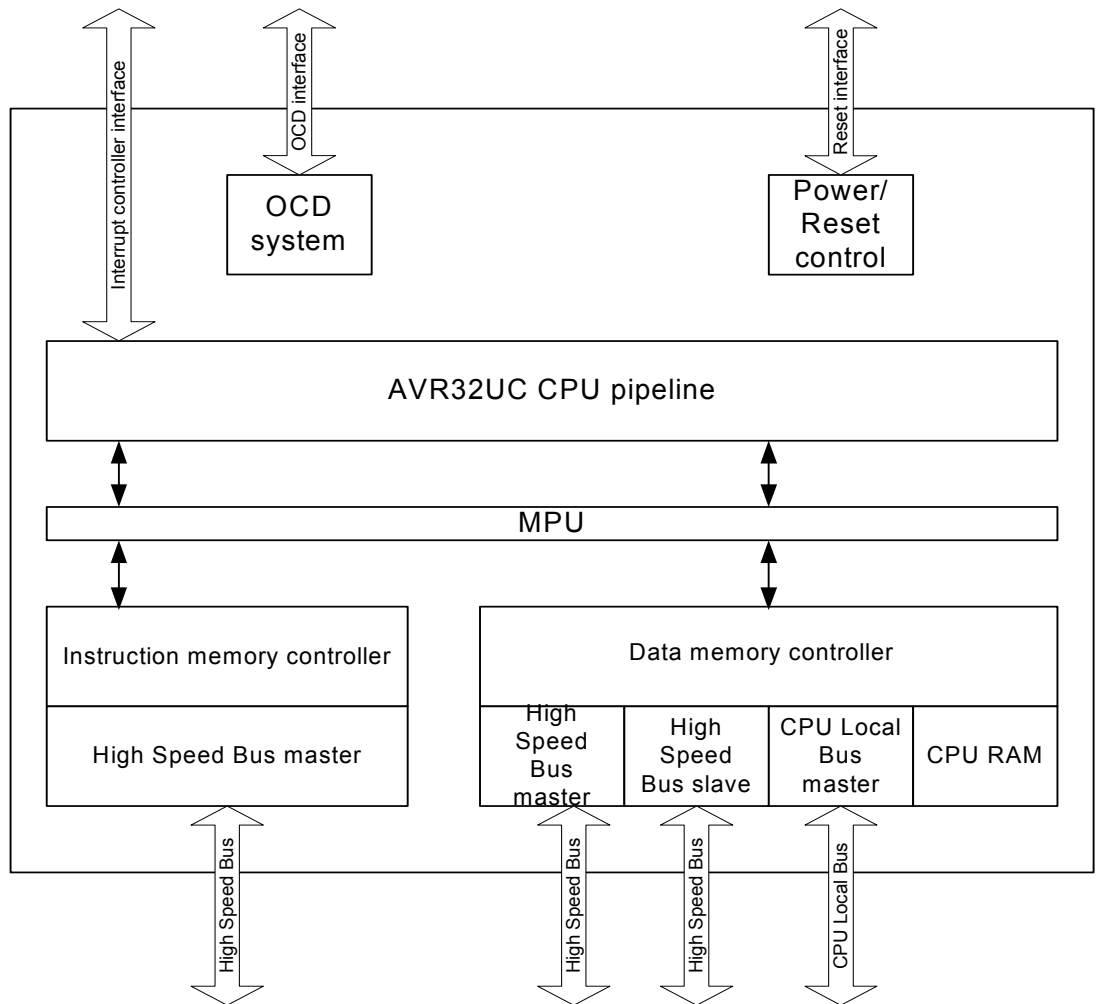 Interrupt controller interface
OCD interface
Reset interface
OCD
system
Power/
Reset
control
AVR32UC CPU pipeline
MPU
Instruction memory controller
High Speed Bus master
Data memory controller
High
Speed
Bus
master
High
Speed
Bus slave
CPU Local
Bus
master
CPU RAM
High Speed Bus
High Speed Bus
High Speed Bus
CPU Local Bus